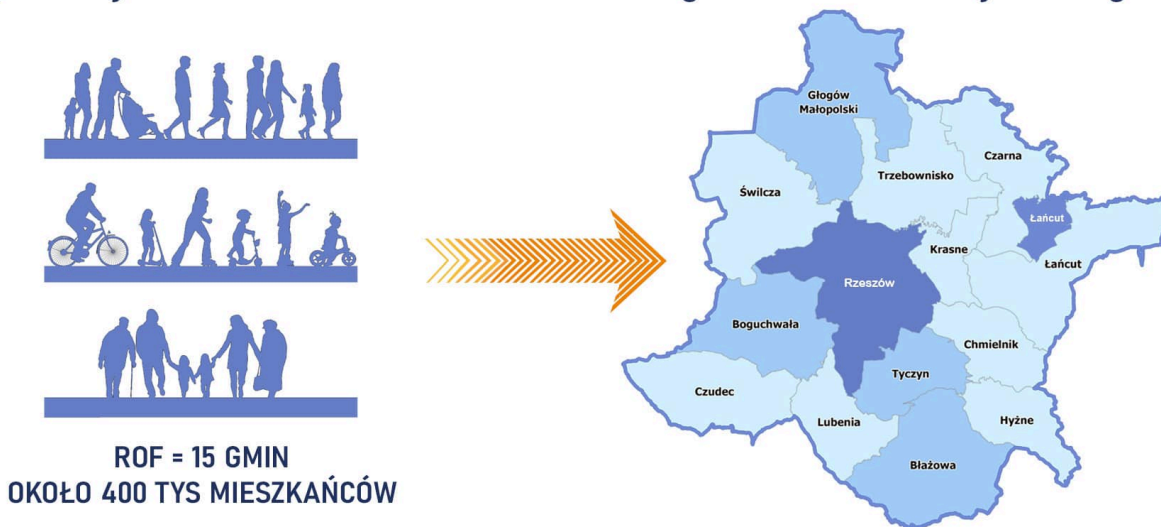 ROF = 15 GMIN
OKOŁO 400 TYS MIESZKAŃCÓW
Głogów
Małopolski
Czarna
Trzebownisko
Świlcza
Łańcut
Krasne
Łańcut
Rzeszów
Boguchwała
Chmielnik
Tyczyn
Czudec
Lubenia
Hyżne
Błażowa